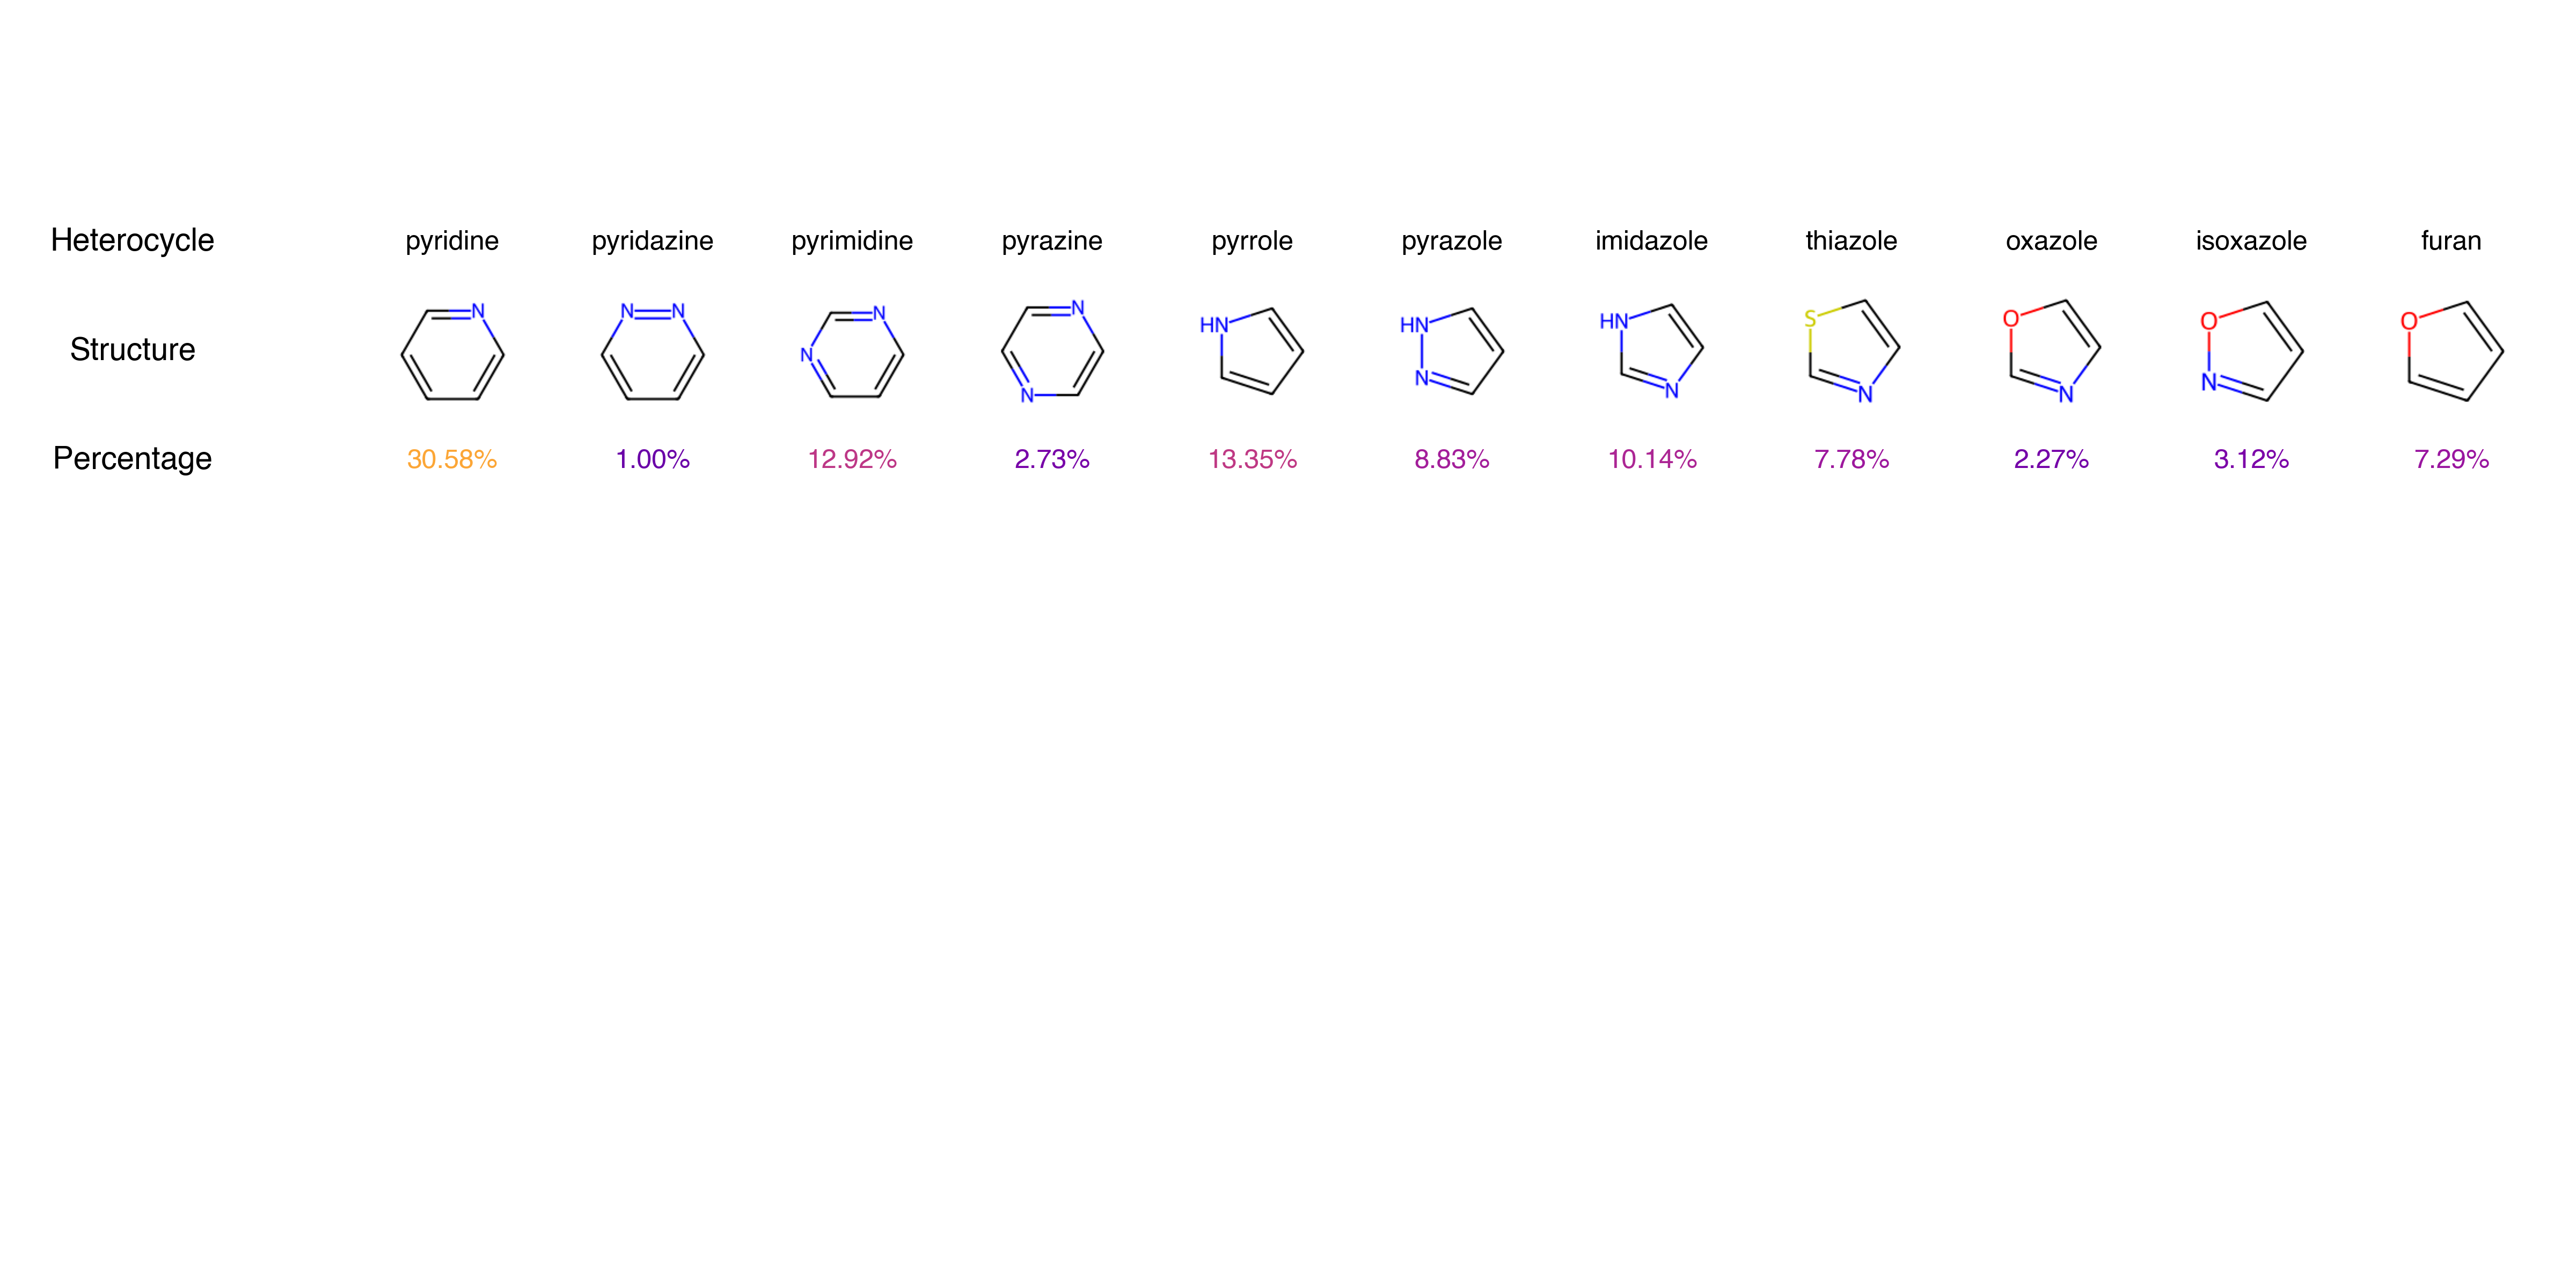 Heterocycle pyridine pyridazine pyrimidine pyrazine pyrrole pyrazole imidazole thiazole oxazole isoxazole furan
Structure N N N N N N N HN HN N HN N S N O N O N O
Percentage 30.58% 1.00% 12.92% 2.73% 13.35% 8.83% 10.14% 7.78% 2.27% 3.12% 7.29%